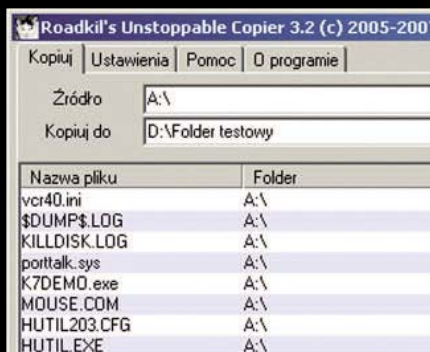 Roadkil's Unstoppable Copier 3.2 (c) 2005-2007
Kopiuj Ustawienia Pomoc O programie
Źródło A:\
Kopiuj do D:\Folder testowy
Nazwa pliku Folder
vcr40.ini A:\
$DUMP$.LOG A:\
KILLDISK.LOG A:\
porttalk.sys A:\
K7DEMO.exe A:\
MOUSE.COM A:\
HUTIL203.CFG A:\
HUTIL.EXE A:\